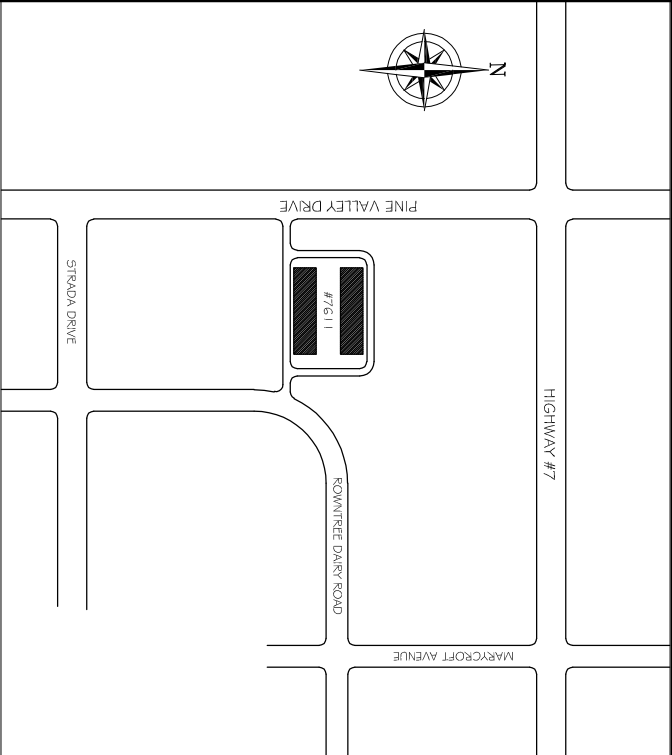 N
PINE VALLEY DRIVE
STRADA DRIVE
#7611
HIGHWAY #7
ROWNTREE DAIRY ROAD
MARYCROFT AVENUE